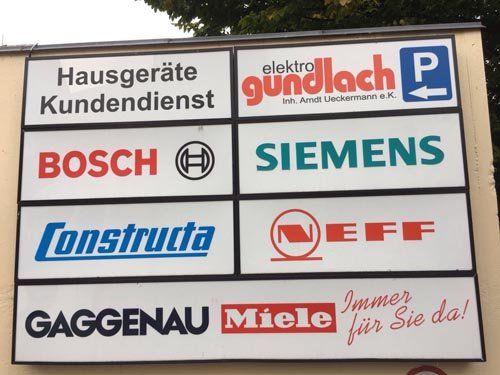 Hausgeräte
Kundendienst
elektro
gundlach
Inh. Arndt Ueckermann e.K.
P
BOSCH
SIEMENS
Constructa
NEFF
GAGGENAU
Miele
Immer
für Sie da!